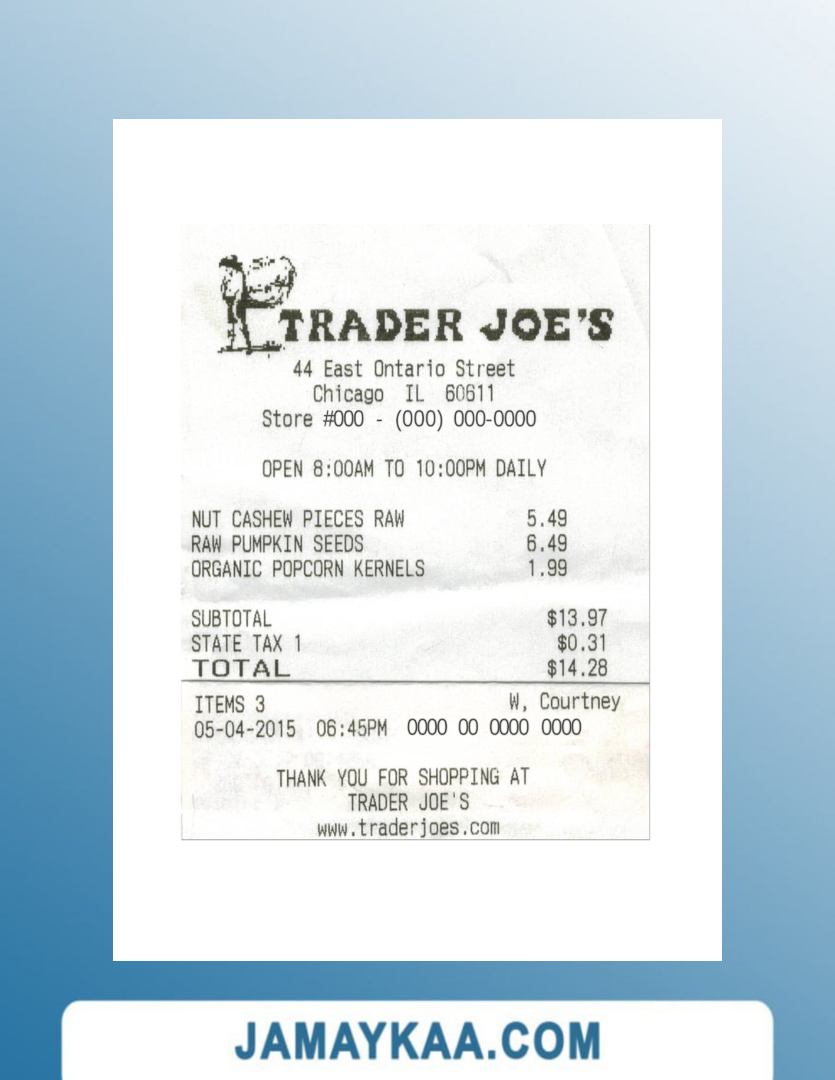 TRADER JOE'S
44 East Ontario Street
Chicago IL 60611
Store #000 - (000) 000-0000
OPEN 8:00AM TO 10:00PM DAILY
NUT CASHEW PIECES RAW 5.49
RAW PUMPKIN SEEDS 6.49
ORGANIC POPCORN KERNELS 1.99
SUBTOTAL $13.97
STATE TAX 1 $0.31
TOTAL $14.28
ITEMS 3 W, Courtney
05-04-2015 06:45PM 0000 00 0000 0000
THANK YOU FOR SHOPPING AT
TRADER JOE'S
www.traderjoes.com
JAMAYKAA.COM